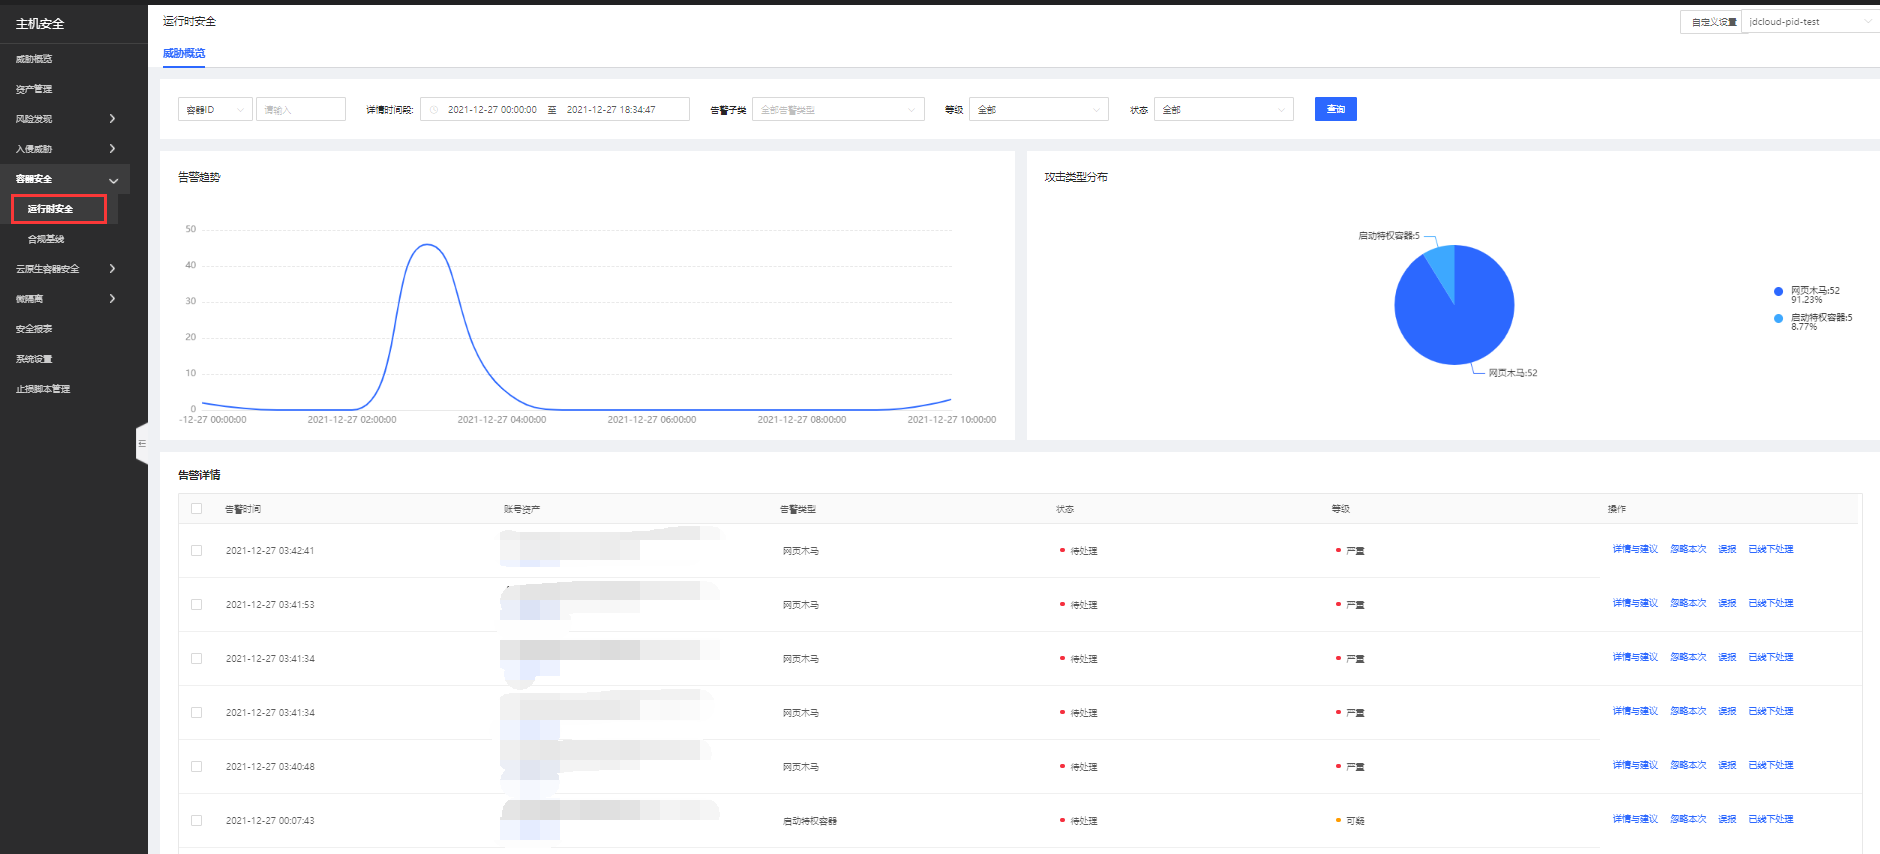 主机安全
威胁概览
资产管理
风险发现
入侵威胁
容器安全
运行时安全
合规基线
云原生容器安全
微隔离
安全报表
系统设置
止损脚本管理
运行时安全
自定义设置
jdcloud-pid-test
威胁概览
容器ID 请输入 详情时间段: 2021-12-27 00:00:00 至 2021-12-27 18:34:47 告警子类 全部告警类型 等级 全部 状态 全部 查询
告警趋势
50
40
30
20
10
0
-12-27 00:00:00 2021-12-27 02:00:00 2021-12-27 04:00:00 2021-12-27 06:00:00 2021-12-27 08:00:00 2021-12-27 10:00:00
攻击类型分布
启动特权容器:5
网页木马:52
网页木马:52
91.23%
启动特权容器:5
8.77%
告警详情
告警时间 账号资产 告警类型 状态 等级 操作
2021-12-27 03:42:41 网页木马 待处理 严重 详情与建议 忽略本次 误报 已线下处理
2021-12-27 03:41:53 网页木马 待处理 严重 详情与建议 忽略本次 误报 已线下处理
2021-12-27 03:41:34 网页木马 待处理 严重 详情与建议 忽略本次 误报 已线下处理
2021-12-27 03:41:34 网页木马 待处理 严重 详情与建议 忽略本次 误报 已线下处理
2021-12-27 03:40:48 网页木马 待处理 严重 详情与建议 忽略本次 误报 已线下处理
2021-12-27 00:07:43 启动特权容器 待处理 可疑 详情与建议 忽略本次 误报 已线下处理